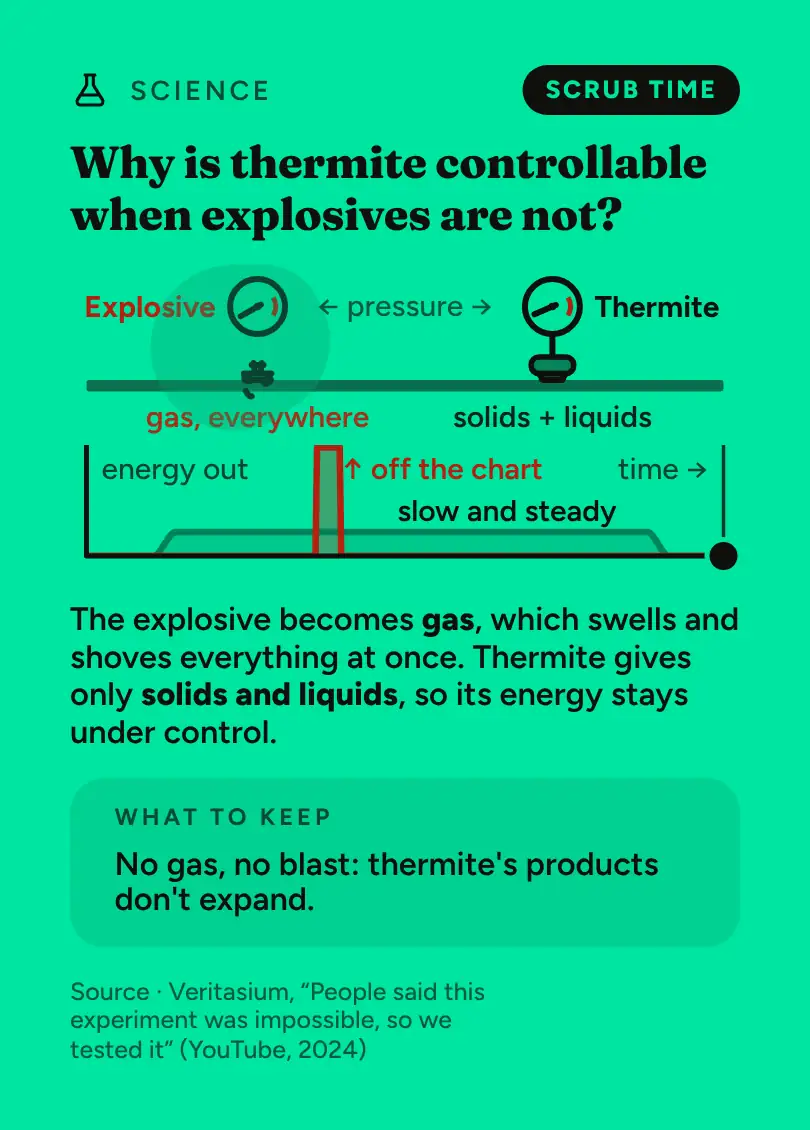 SCIENCE
SCRUB TIME
Why is thermite controllable
when explosives are not?
Explosive
← pressure →
Thermite
gas, everywhere
solids + liquids
energy out
↑ off the chart
time →
slow and steady
The explosive becomes gas, which swells and
shoves everything at once. Thermite gives
only solids and liquids, so its energy stays
under control.
WHAT TO KEEP
No gas, no blast: thermite's products
don't expand.
Source · Veritasium, “People said this
experiment was impossible, so we
tested it” (YouTube, 2024)